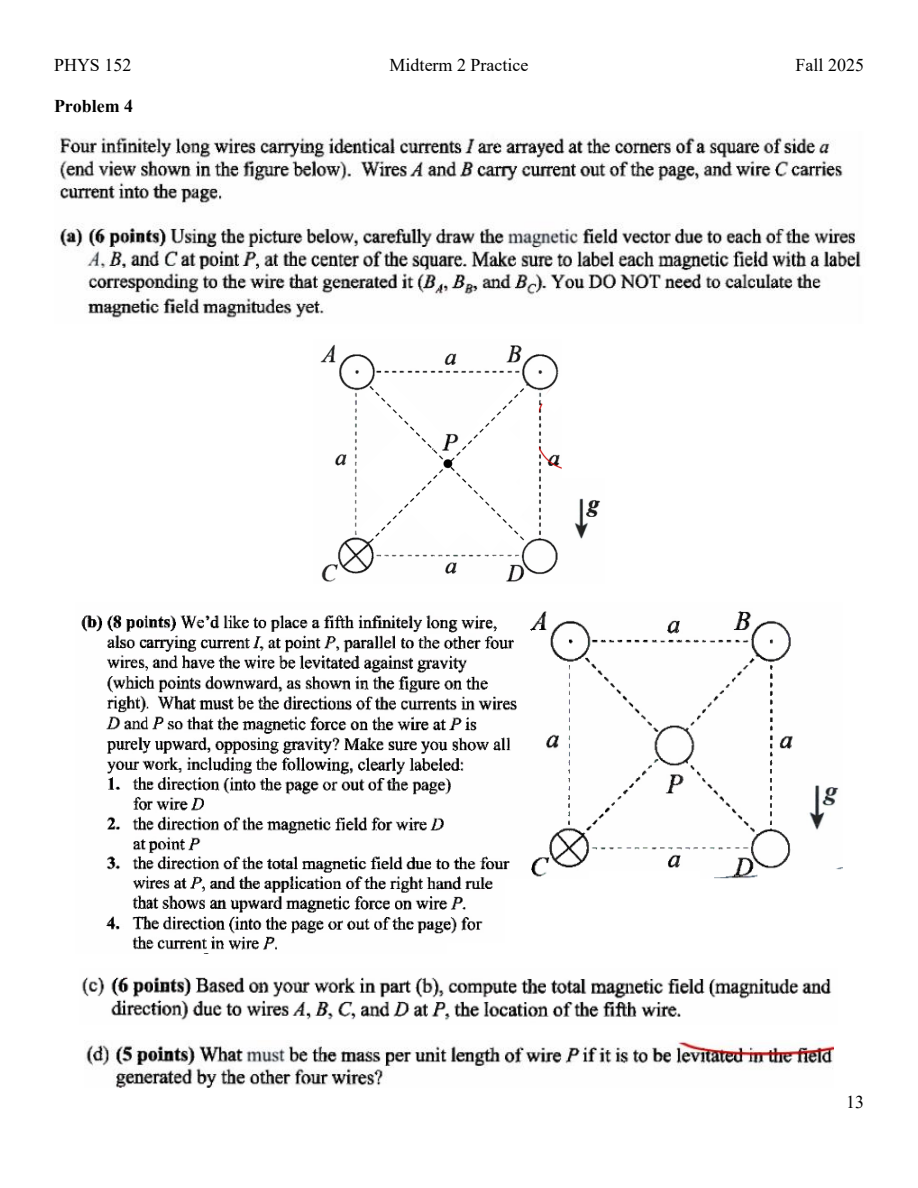 PHYS 152 Midterm 2 Practice Fall 2025
Problem 4
Four infinitely long wires carrying identical currents I are arrayed at the corners of a square of side a
(end view shown in the figure below). Wires A and B carry current out of the page, and wire C carries
current into the page.
(a) (6 points) Using the picture below, carefully draw the magnetic field vector due to each of the wires
A, B, and C at point P, at the center of the square. Make sure to label each magnetic field with a label
corresponding to the wire that generated it (B_A, B_B, and B_C). You DO NOT need to calculate the
magnetic field magnitudes yet.
A a B
P
a a
g
C a D
(b) (8 points) We'd like to place a fifth infinitely long wire,
also carrying current I, at point P, parallel to the other four
wires, and have the wire be levitated against gravity
(which points downward, as shown in the figure on the
right). What must be the directions of the currents in wires
D and P so that the magnetic force on the wire at P is
purely upward, opposing gravity? Make sure you show all
your work, including the following, clearly labeled:
1. the direction (into the page or out of the page)
for wire D
2. the direction of the magnetic field for wire D
at point P
3. the direction of the total magnetic field due to the four
wires at P, and the application of the right hand rule
that shows an upward magnetic force on wire P.
4. The direction (into the page or out of the page) for
the current in wire P.
A a B
a a
P
g
C a D
(c) (6 points) Based on your work in part (b), compute the total magnetic field (magnitude and
direction) due to wires A, B, C, and D at P, the location of the fifth wire.
(d) (5 points) What must be the mass per unit length of wire P if it is to be levitated in the field
generated by the other four wires?
13